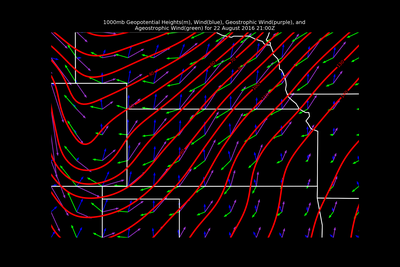 1000mb Geopotential Heights(m), Wind(blue), Geostrophic Wind(purple), and
Ageostrophic Wind(green) for 22 August 2016 21:00Z